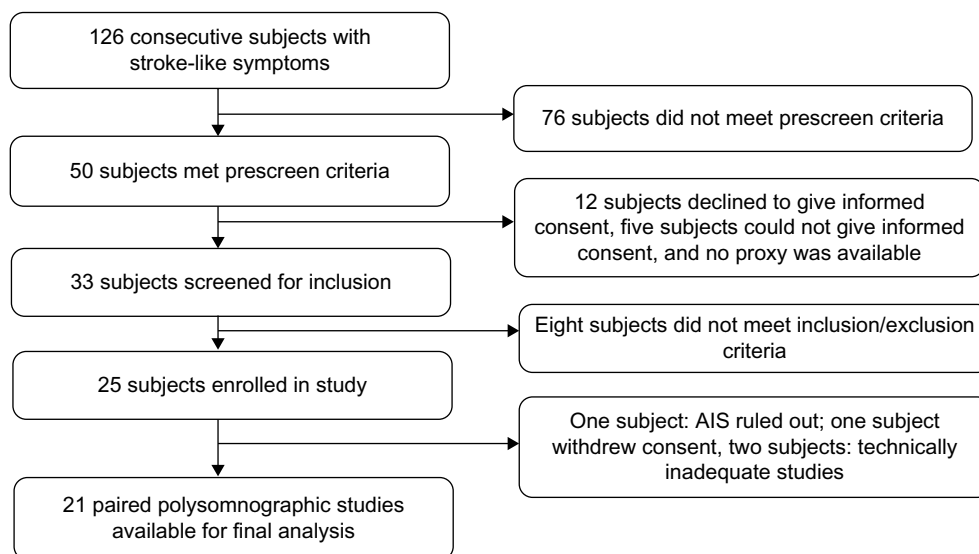 126 consecutive subjects with
stroke-like symptoms
76 subjects did not meet prescreen criteria
50 subjects met prescreen criteria
12 subjects declined to give informed
consent, five subjects could not give informed
consent, and no proxy was available
33 subjects screened for inclusion
Eight subjects did not meet inclusion/exclusion
criteria
25 subjects enrolled in study
One subject: AIS ruled out; one subject
withdrew consent, two subjects: technically
inadequate studies
21 paired polysomnographic studies
available for final analysis